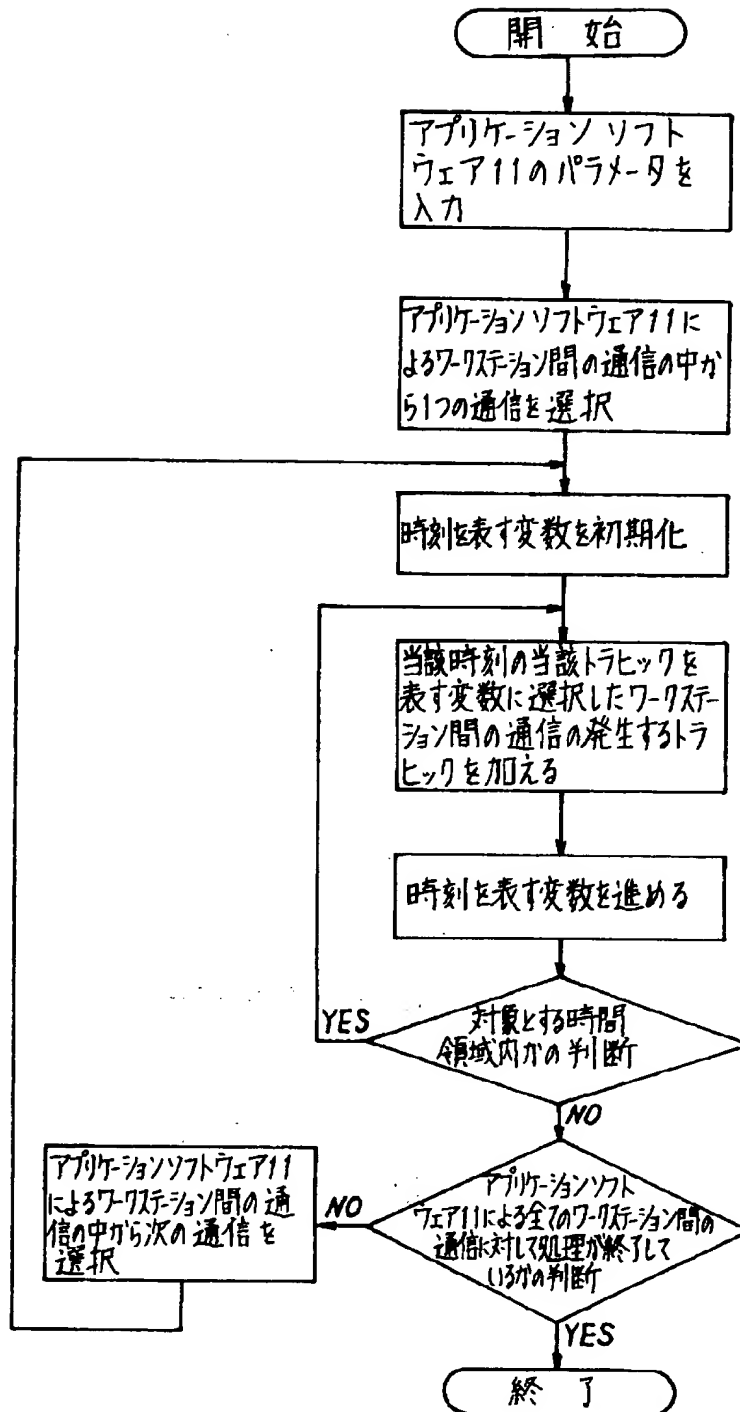 開 始
アプリケーション ソフト
ウェア11のパラメータを
入力
アプリケーションソフトウェア11に
よるワークステーション間の通信の中か
ら1つの通信を選択
時刻を表す変数を初期化
当該時刻の当該トラヒックを
表す変数に選択したワークステー
ション間の通信の発生するトラ
ヒックを加える
時刻を表す変数を進める
対象とする時間
領域内かの判断
YES
NO
アプリケーションソフト
ウェア11による全てのワークステーション間の
通信に対して処理が終了して
いるかの判断
NO
アプリケーションソフトウェア11
によるワークステーション間の通
信の中から次の通信を
選択
YES
終 了